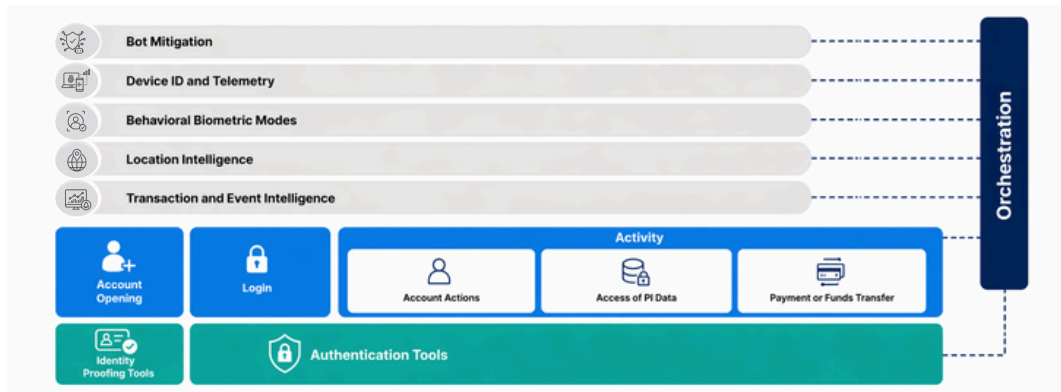 Bot Mitigation
Device ID and Telemetry
Behavioral Biometric Modes
Location Intelligence
Transaction and Event Intelligence
Orchestration
Account
Opening
Login
Activity
Account Actions
Access of PI Data
Payment or Funds Transfer
Identity
Proofing Tools
Authentication Tools